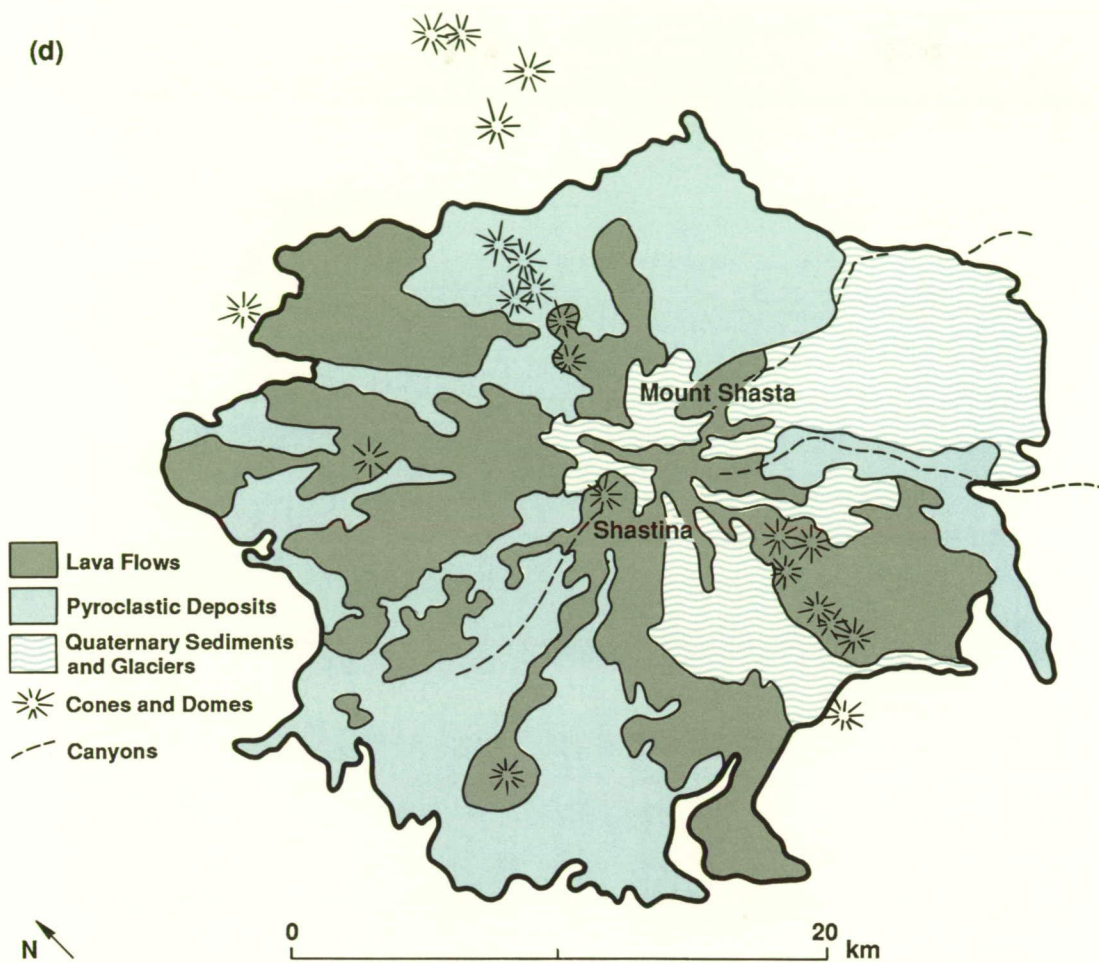 (d)
Mount Shasta
Shastina
Lava Flows
Pyroclastic Deposits
Quaternary Sediments
and Glaciers
Cones and Domes
Canyons
N
0
20
km